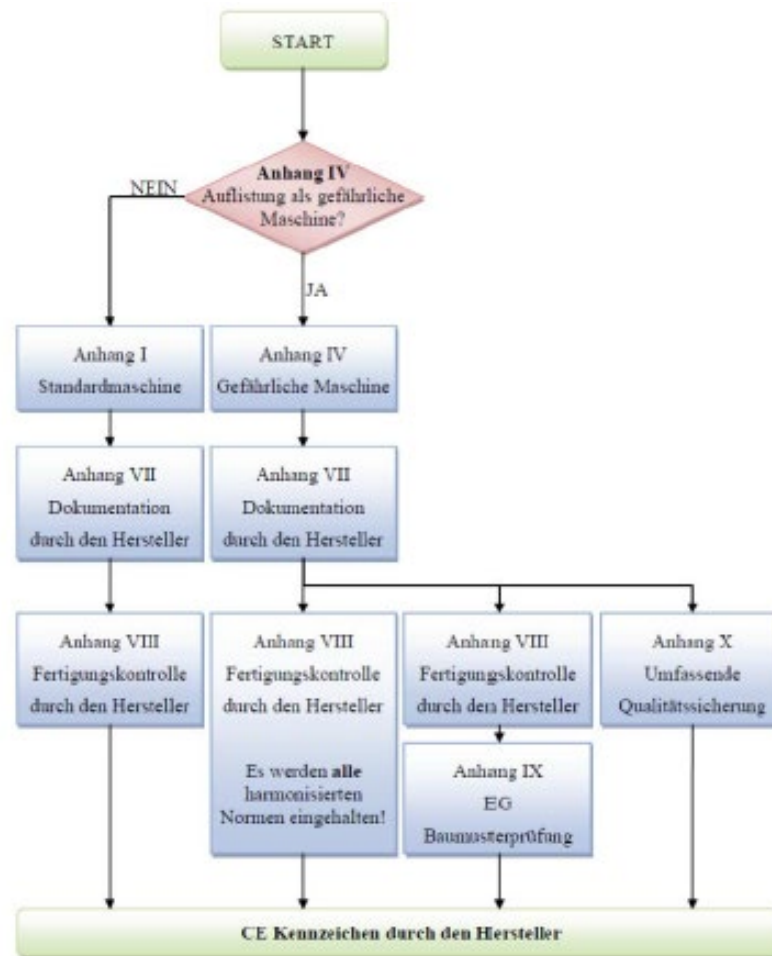 START
Anhang IV
Auflistung als gefährliche
Maschine?
NEIN
JA
Anhang I
Standardmaschine
Anhang IV
Gefährliche Maschine
Anhang VII
Dokumentation
durch den Hersteller
Anhang VII
Dokumentation
durch den Hersteller
Anhang VIII
Fertigungskontrolle
durch den Hersteller
Anhang VIII
Fertigungskontrolle
durch den Hersteller
Es werden alle
harmonisierten
Normen eingehalten!
Anhang VIII
Fertigungskontrolle
durch den Hersteller
Anhang IX
EG
Baumusterprüfung
Anhang X
Umfassende
Qualitätssicherung
CE Kennzeichen durch den Hersteller